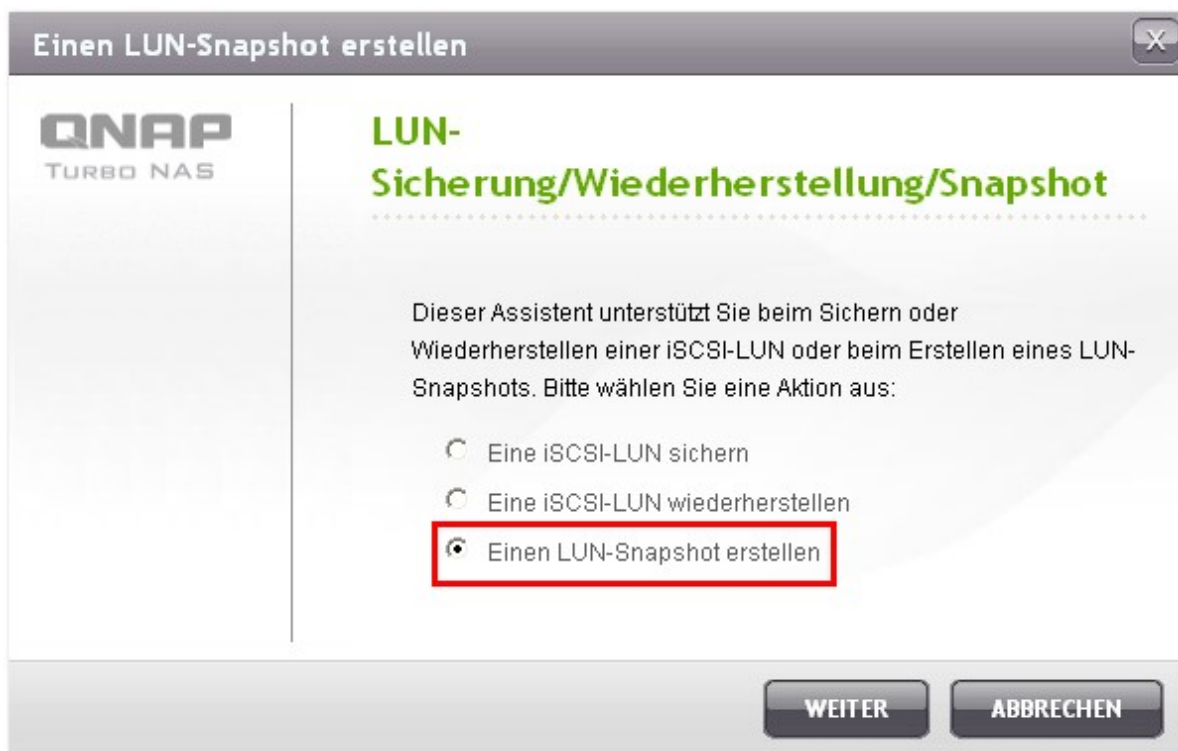 Einen LUN-Snapshot erstellen
X
QNAP
TURBO NAS
LUN-
Sicherung/Wiederherstellung/Snapshot
Dieser Assistent unterstützt Sie beim Sichern oder
Wiederherstellen einer iSCSI-LUN oder beim Erstellen eines LUN-
Snapshots. Bitte wählen Sie eine Aktion aus:
Eine iSCSI-LUN sichern
Eine iSCSI-LUN wiederherstellen
Einen LUN-Snapshot erstellen
WEITER
ABBRECHEN